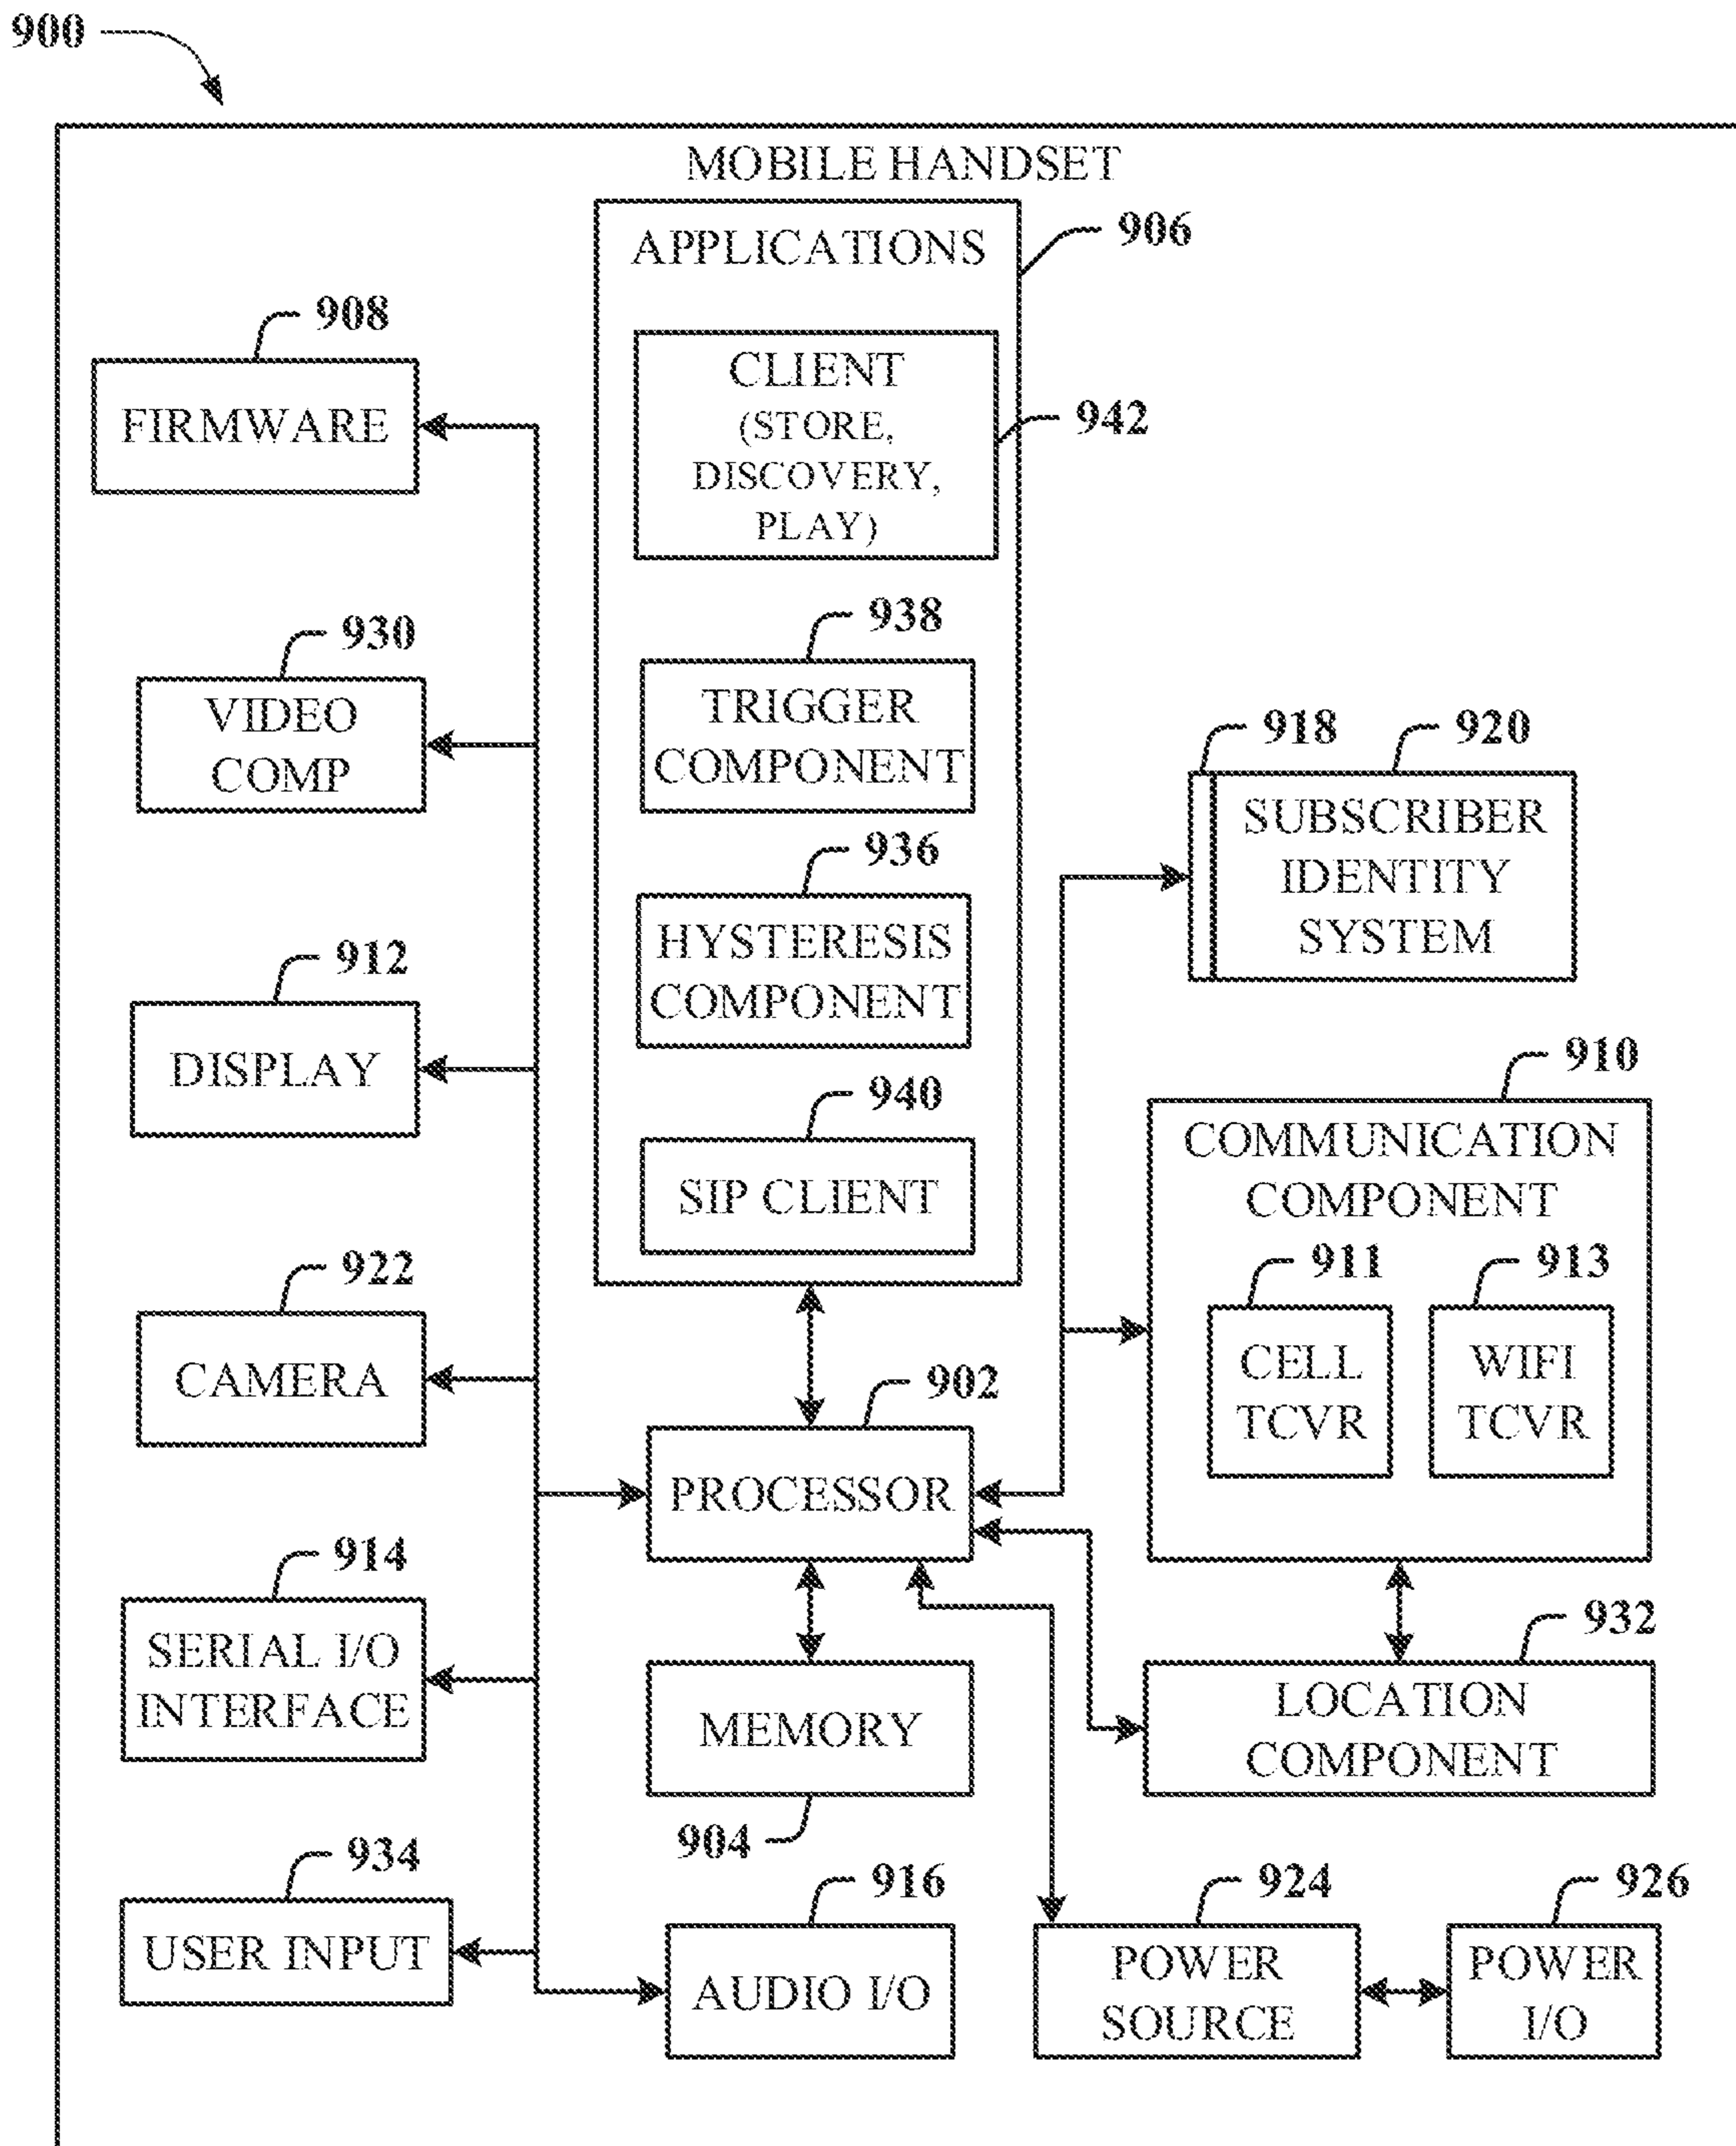 900
MOBILE HANDSET
APPLICATIONS
906
CLIENT
(STORE,
DISCOVERY,
PLAY)
942
908
FIRMWARE
938
TRIGGER
COMPONENT
930
VIDEO
COMP
918
920
SUBSCRIBER
IDENTITY
SYSTEM
936
HYSTERESIS
COMPONENT
912
DISPLAY
940
SIP CLIENT
910
COMMUNICATION
COMPONENT
911
CELL
TCVR
913
WIFI
TCVR
922
CAMERA
902
PROCESSOR
914
SERIAL I/O
INTERFACE
MEMORY
904
932
LOCATION
COMPONENT
934
USER INPUT
916
AUDIO I/O
924
POWER
SOURCE
926
POWER
I/O